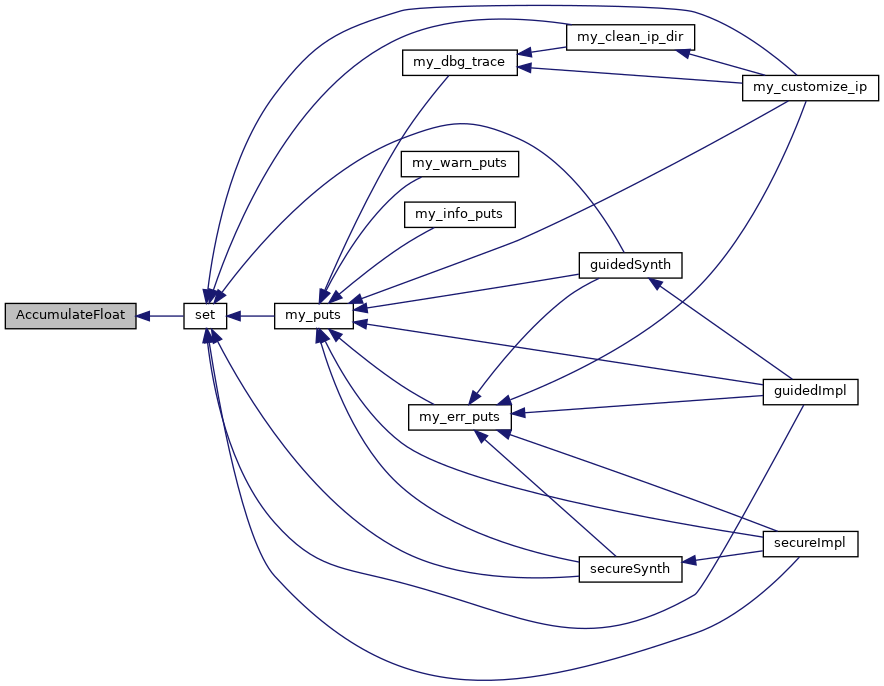 AccumulateFloat
set
my_puts
my_dbg_trace
my_clean_ip_dir
my_customize_ip
my_warn_puts
my_info_puts
guidedSynth
guidedImpl
my_err_puts
secureImpl
secureSynth